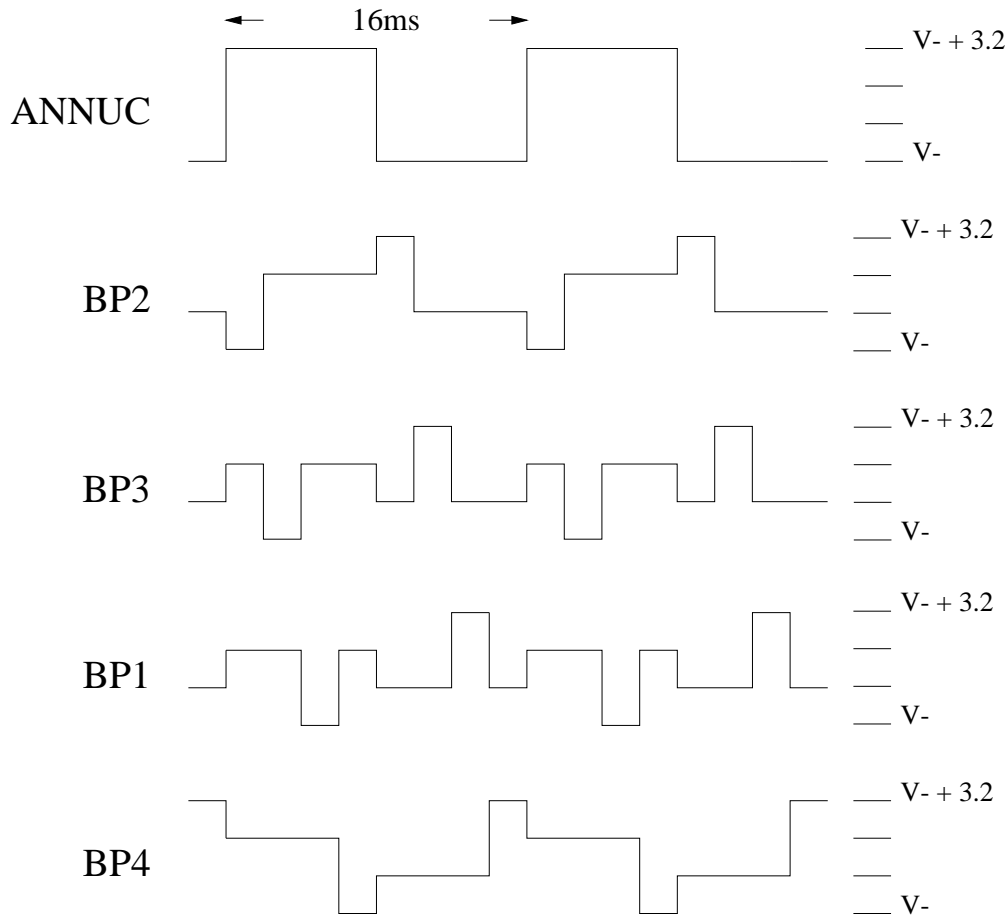 16ms
V- + 3.2
ANNUC
V-
V- + 3.2
BP2
V-
V- + 3.2
BP3
V-
V- + 3.2
BP1
V-
V- + 3.2
BP4
V-